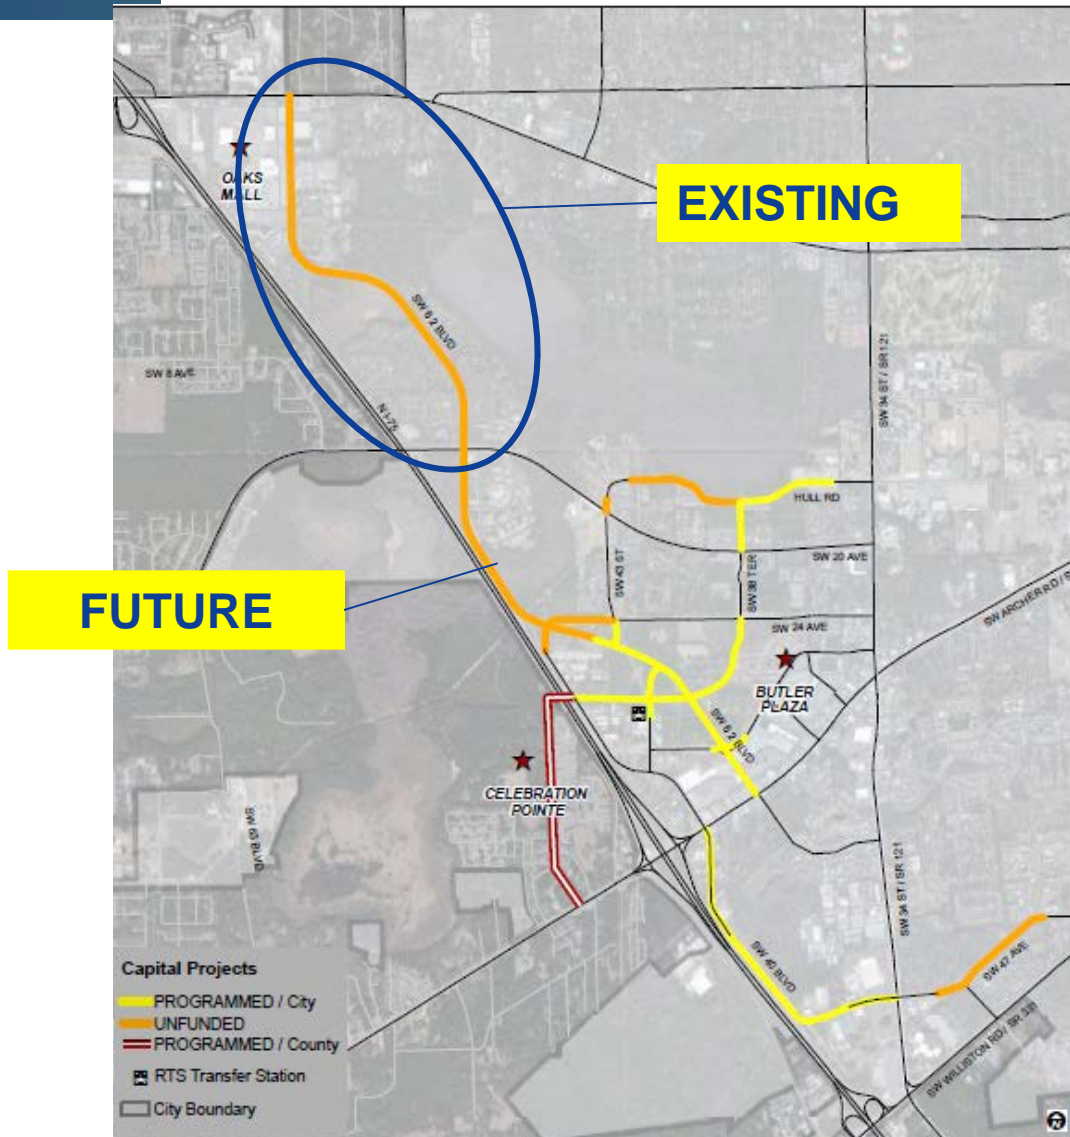 OAKS
MALL
EXISTING
SW 62 BLVD
SW 8 AVE
N I-75
SW 34 ST / SR 121
HULL RD
SW 20 AVE
SW 43 ST
SW 38 TER
FUTURE
SW 24 AVE
SW ARCHER RD / S
BUTLER
PLAZA
SW 62 BLVD
CELEBRATION
POINTE
SW 34 ST / SR 121
SW 40 BLVD
SW 47 AVE
SW WILLISTON RD / SR 331
Capital Projects
PROGRAMMED / City
UNFUNDED
PROGRAMMED / County
RTS Transfer Station
City Boundary